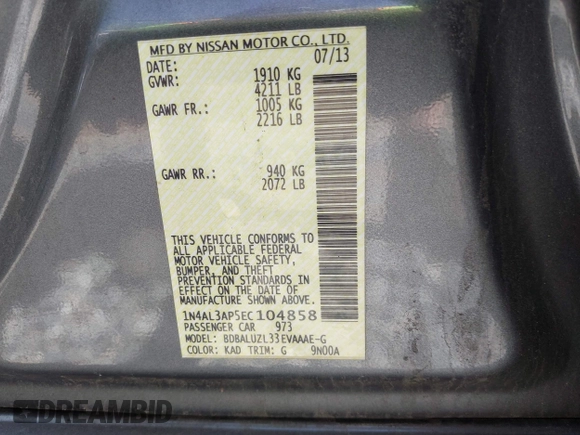 MFD BY NISSAN MOTOR CO., LTD.
DATE: 07/13
GVWR: 1910 KG
4211 LB
GAWR FR.: 1005 KG
2216 LB
GAWR RR.: 940 KG
2072 LB
THIS VEHICLE CONFORMS TO
ALL APPLICABLE FEDERAL
MOTOR VEHICLE SAFETY,
BUMPER, AND THEFT
PREVENTION STANDARDS IN
EFFECT ON THE DATE OF
MANUFACTURE SHOWN ABOVE.
1N4AL3AP5EC104858
PASSENGER CAR 973
MODEL: BDBALUZL33EVAAAE-G
COLOR: KAD TRIM: G 9N00A
DREAMBID